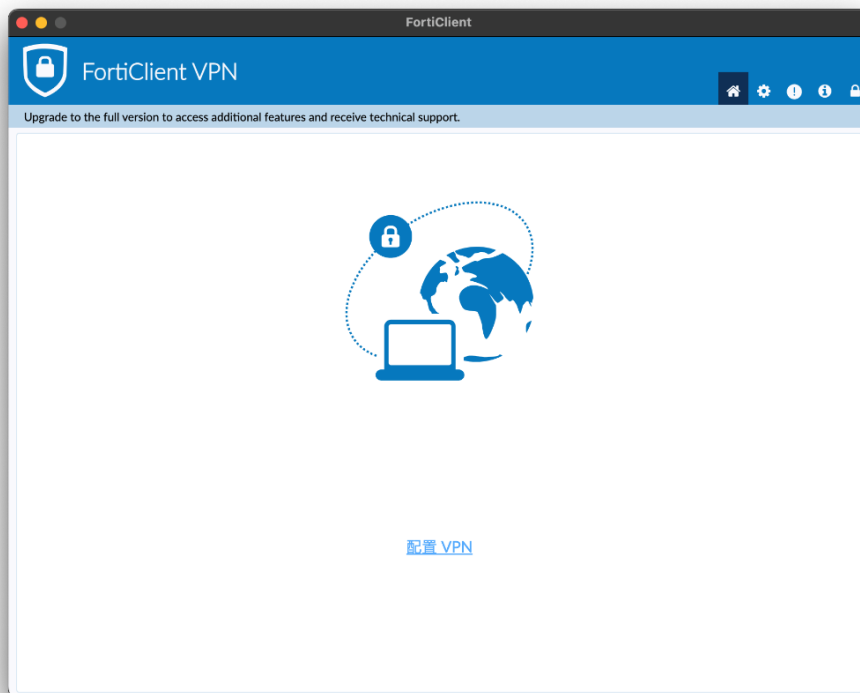 FortiClient
FortiClient VPN
Upgrade to the full version to access additional features and receive technical support.
配置 VPN